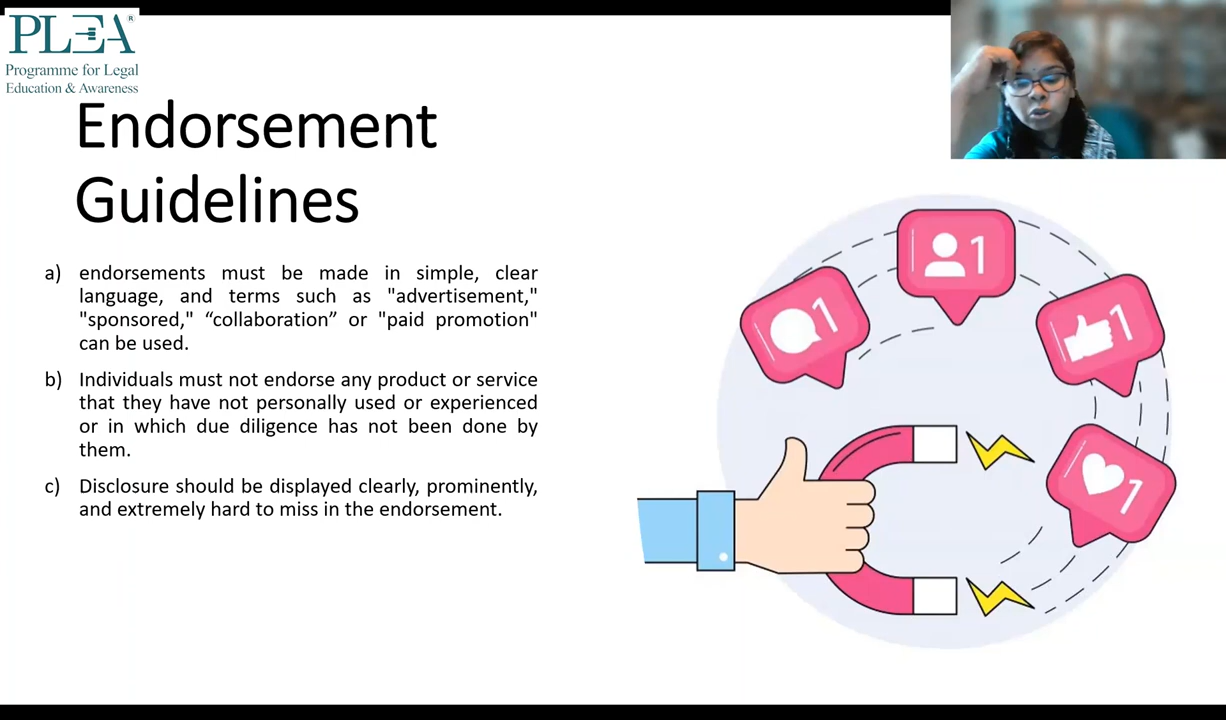 PLEA®
Programme for Legal
Education & Awareness
Endorsement
Guidelines
a) endorsements must be made in simple, clear
language, and terms such as "advertisement,"
"sponsored," “collaboration” or "paid promotion"
can be used.
b) Individuals must not endorse any product or service
that they have not personally used or experienced
or in which due diligence has not been done by
them.
c) Disclosure should be displayed clearly, prominently,
and extremely hard to miss in the endorsement.
1
1
1
1